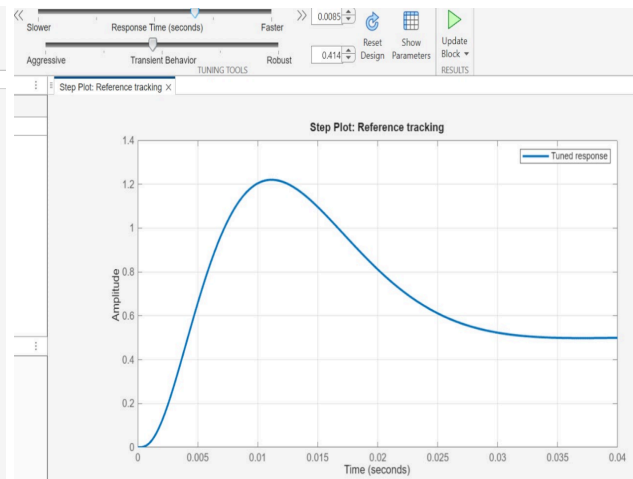 Slower Response Time (seconds) Faster 0.0085
Reset Design Show Parameters Update Block
Aggressive Transient Behavior Robust 0.414
TUNING TOOLS RESULTS
Step Plot: Reference tracking ×
Step Plot: Reference tracking
Tuned response
1.4
1.2
1
0.8
0.6
0.4
0.2
0
Amplitude
0 0.005 0.01 0.015 0.02 0.025 0.03 0.035 0.04
Time (seconds)